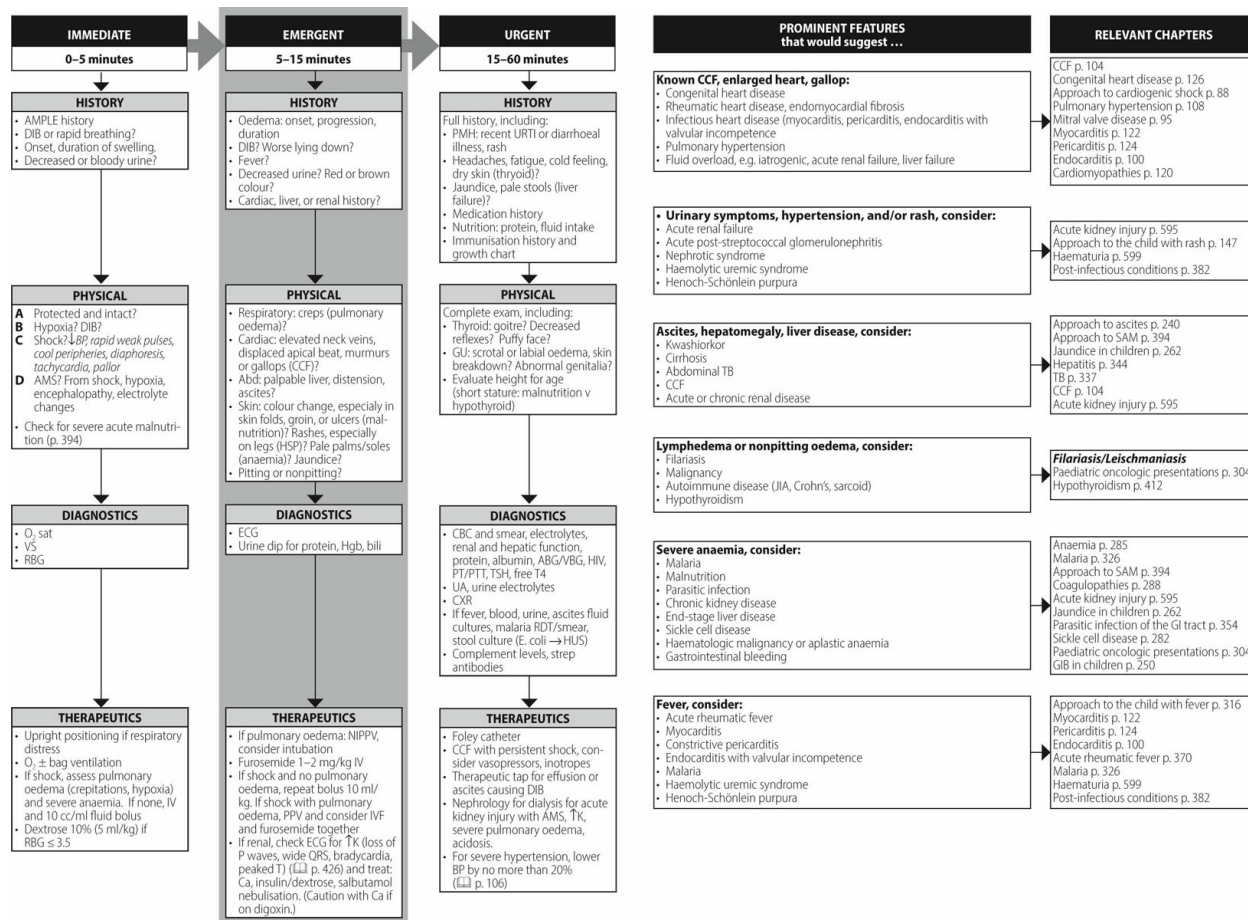 IMMEDIATE
0–5 minutes
HISTORY
• AMPLE history
• DIB or rapid breathing?
• Onset, duration of swelling.
• Decreased or bloody urine?
PHYSICAL
A Protected and intact?
B Hypoxia? DIB?
C Shock?↓BP, rapid weak pulses,
cool peripheries, diaphoresis,
tachycardia, pallor
D AMS? From shock, hypoxia,
encephalopathy, electrolyte
changes
• Check for severe acute malnutri-
tion (p. 394)
DIAGNOSTICS
• O₂ sat
• VS
• RBG
THERAPEUTICS
• Upright positioning if respiratory
distress
• O₂ ± bag ventilation
• If shock, assess pulmonary
oedema (crepitations, hypoxia)
and severe anaemia. If none, IV
and 10 cc/ml fluid bolus
• Dextrose 10% (5 ml/kg) if
RBG ≤ 3.5
EMERGENT
5–15 minutes
HISTORY
• Oedema: onset, progression,
duration
• DIB? Worse lying down?
• Fever?
• Decreased urine? Red or brown
colour?
• Cardiac, liver, or renal history?
PHYSICAL
• Respiratory: creps (pulmonary
oedema)?
• Cardiac: elevated neck veins,
displaced apical beat, murmurs
or gallops (CCF)?
• Abd: palpable liver, distension,
ascites?
• Skin: colour change, especialy in
skin folds, groin, or ulcers (mal-
nutrition)? Rashes, especially
on legs (HSP)? Pale palms/soles
(anaemia)? Jaundice?
• Pitting or nonpitting?
DIAGNOSTICS
• ECG
• Urine dip for protein, Hgb, bili
THERAPEUTICS
• If pulmonary oedema: NIPPV,
consider intubation
• Furosemide 1–2 mg/kg IV
• If shock and no pulmonary
oedema, repeat bolus 10 ml/
kg. If shock with pulmonary
oedema, PPV and consider IVF
and furosemide together
• If renal, check ECG for ↑K (loss of
P waves, wide QRS, bradycardia,
peaked T) (📖 p. 426) and treat:
Ca, insulin/dextrose, salbutamol
nebulisation. (Caution with Ca if
on digoxin.)
URGENT
15–60 minutes
HISTORY
Full history, including:
• PMH: recent URTI or diarrhoeal
illness, rash
• Headaches, fatigue, cold feeling,
dry skin (thryoid)?
• Jaundice, pale stools (liver
failure)?
• Medication history
• Nutrition: protein, fluid intake
• Immunisation history and
growth chart
PHYSICAL
Complete exam, including:
• Thyroid: goitre? Decreased
reflexes? Puffy face?
• GU: scrotal or labial oedema, skin
breakdown? Abnormal genitalia?
• Evaluate height for age
(short stature: malnutrition v
hypothyroid)
DIAGNOSTICS
• CBC and smear, electrolytes,
renal and hepatic function,
protein, albumin, ABG/VBG, HIV,
PT/PTT, TSH, free T4
• UA, urine electrolytes
• CXR
• If fever, blood, urine, ascites fluid
cultures, malaria RDT/smear,
stool culture (E. coli → HUS)
• Complement levels, strep
antibodies
THERAPEUTICS
• Foley catheter
• CCF with persistent shock, con-
sider vasopressors, inotropes
• Therapeutic tap for effusion or
ascites causing DIB
• Nephrology for dialysis for acute
kidney injury with AMS, ↑K,
severe pulmonary oedema,
acidosis.
• For severe hypertension, lower
BP by no more than 20%
(📖 p. 106)
PROMINENT FEATURES
that would suggest ...
RELEVANT CHAPTERS
Known CCF, enlarged heart, gallop:
• Congenital heart disease
• Rheumatic heart disease, endomyocardial fibrosis
• Infectious heart disease (myocarditis, pericarditis, endocarditis with
valvular incompetence
• Pulmonary hypertension
• Fluid overload, e.g. iatrogenic, acute renal failure, liver failure
CCF p. 104
Congenital heart disease p. 126
Approach to cardiogenic shock p. 88
Pulmonary hypertension p. 108
Mitral valve disease p. 95
Myocarditis p. 122
Pericarditis p. 124
Endocarditis p. 100
Cardiomyopathies p. 120
• Urinary symptoms, hypertension, and/or rash, consider:
• Acute renal failure
• Acute post-streptococcal glomerulonephritis
• Nephrotic syndrome
• Haemolytic uremic syndrome
• Henoch-Schönlein purpura
Acute kidney injury p. 595
Approach to the child with rash p. 147
Haematuria p. 599
Post-infectious conditions p. 382
Ascites, hepatomegaly, liver disease, consider:
• Kwashiorkor
• Cirrhosis
• Abdominal TB
• CCF
• Acute or chronic renal disease
Approach to ascites p. 240
Approach to SAM p. 394
Jaundice in children p. 262
Hepatitis p. 344
TB p. 337
CCF p. 104
Acute kidney injury p. 595
Lymphedema or nonpitting oedema, consider:
• Filariasis
• Malignancy
• Autoimmune disease (JIA, Crohn's, sarcoid)
• Hypothyroidism
Filariasis/Leischmaniasis
Paediatric oncologic presentations p. 304
Hypothyroidism p. 412
Severe anaemia, consider:
• Malaria
• Malnutrition
• Parasitic infection
• Chronic kidney disease
• End-stage liver disease
• Sickle cell disease
• Haematologic malignancy or aplastic anaemia
• Gastrointestinal bleeding
Anaemia p. 285
Malaria p. 326
Approach to SAM p. 394
Coagulopathies p. 288
Acute kidney injury p. 595
Jaundice in children p. 262
Parasitic infection of the GI tract p. 354
Sickle cell disease p. 282
Paediatric oncologic presentations p. 304
GIB in children p. 250
Fever, consider:
• Acute rheumatic fever
• Myocarditis
• Constrictive pericarditis
• Endocarditis with valvular incompetence
• Malaria
• Haemolytic uremic syndrome
• Henoch-Schönlein purpura
Approach to the child with fever p. 316
Myocarditis p. 122
Pericarditis p. 124
Endocarditis p. 100
Acute rheumatic fever p. 370
Malaria p. 326
Haematuria p. 599
Post-infectious conditions p. 382